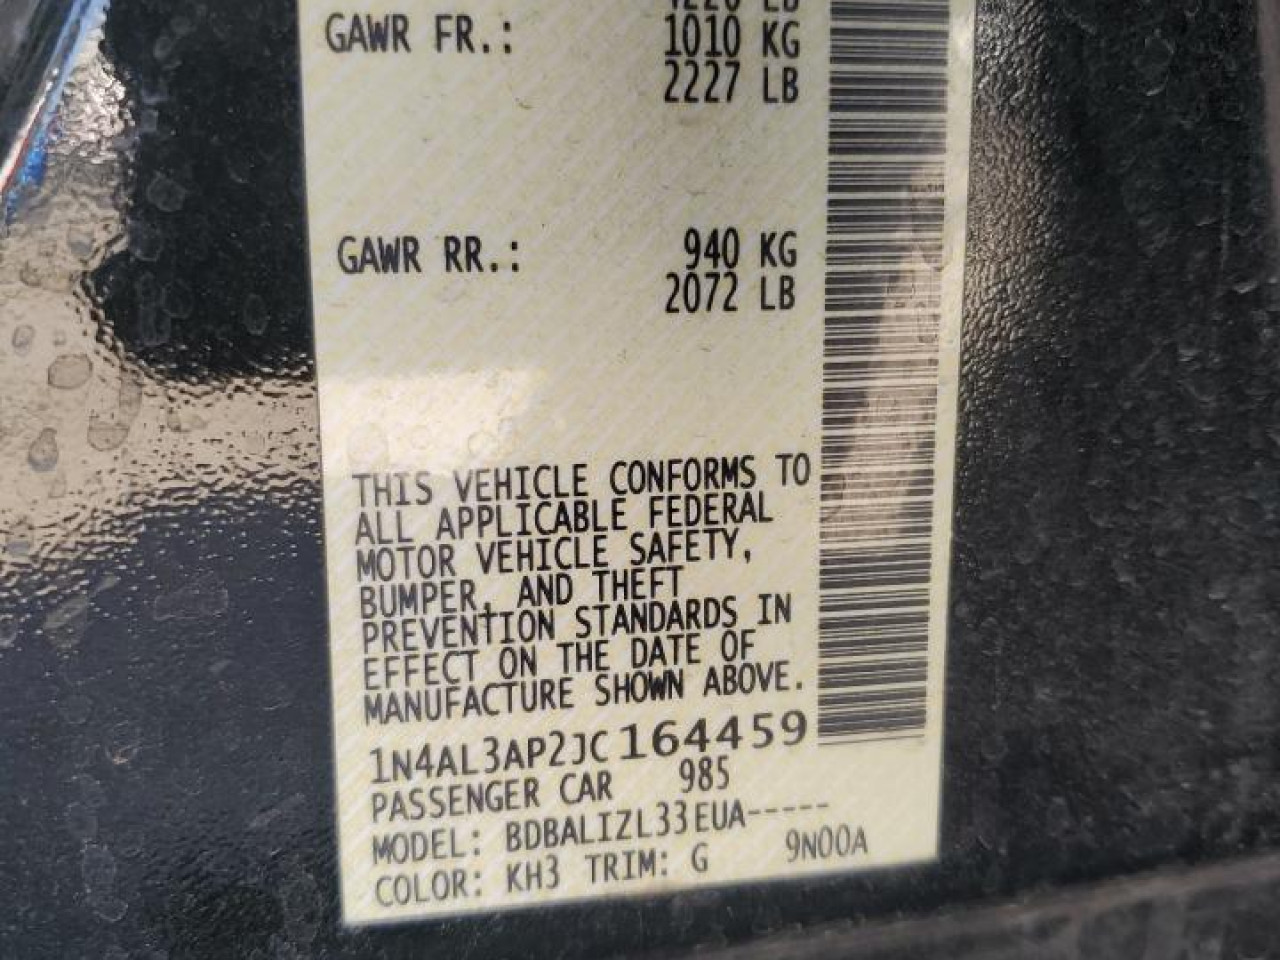 GAWR FR.: 1010 KG
2227 LB
GAWR RR.: 940 KG
2072 LB
THIS VEHICLE CONFORMS TO
ALL APPLICABLE FEDERAL
MOTOR VEHICLE SAFETY,
BUMPER, AND THEFT
PREVENTION STANDARDS IN
EFFECT ON THE DATE OF
MANUFACTURE SHOWN ABOVE.
1N4AL3AP2JC164459
PASSENGER CAR 985
MODEL: BDBALIZL33EUA-----
COLOR: KH3 TRIM: G 9N00A